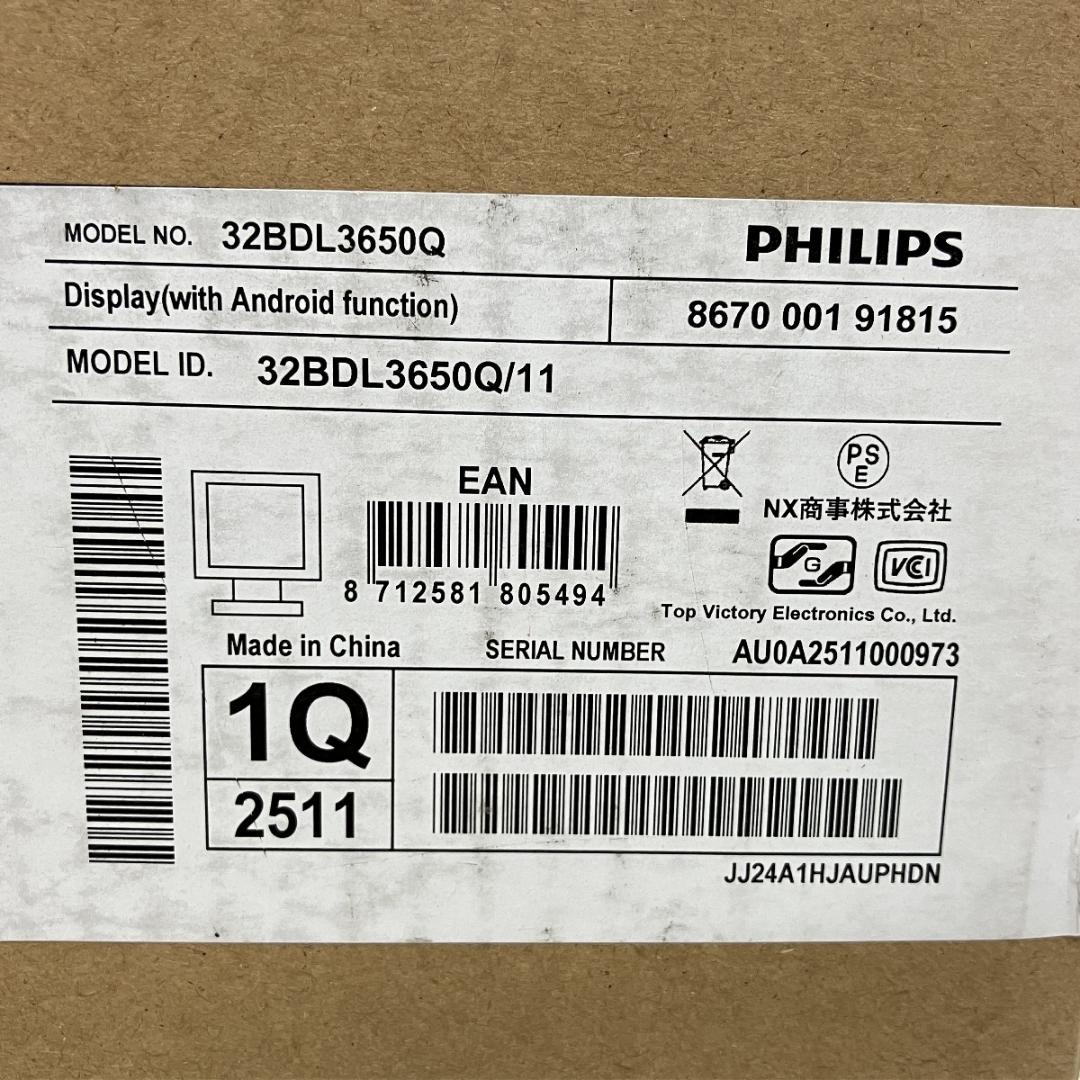 MODEL NO. 32BDL3650Q PHILIPS
Display(with Android function) 8670 001 91815
MODEL ID. 32BDL3650Q/11
EAN
PS
E
NX商事株式会社
G VCCI
8 712581 805494
Top Victory Electronics Co., Ltd.
Made in China SERIAL NUMBER AU0A2511000973
1Q
2511
JJ24A1HJAUPHDN